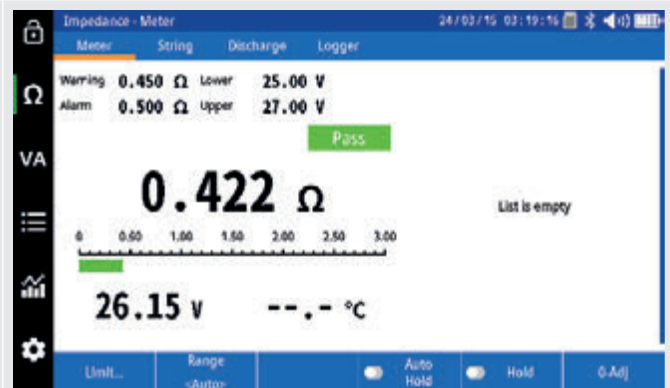 Impedance - Meter 24/03/15 03:19:16
Meter String Discharge Logger
Warning 0.450 Ω Lower 25.00 V
Alarm 0.500 Ω Upper 27.00 V
Pass
Ω
VA
0.422 Ω
List is empty
0 0.50 1.00 1.50 2.00 2.50 3.00
26.15 V --.- °C
Limit... Range <Auto> Auto Hold Hold 0-Adj